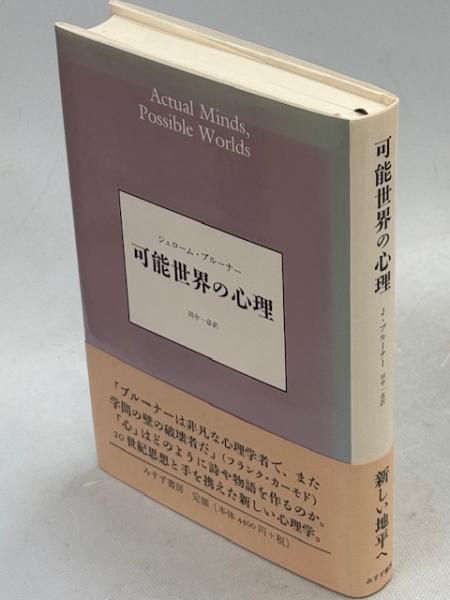 Actual Minds,
Possible Worlds
ジェローム・ブルーナー
可能世界の心理
田中一彦訳
「ブルーナーは非凡な心理学者で、また
学問の壁の破壊者だ」(フランク・カーモド)
「心」はどのように詩や物語を作るのか。
20世紀思想と手を携えた新しい心理学。
みすず書房 定価(本体4400円+税)
可能世界の心理
J・ブルーナー
田中一彦訳
新しい地平へ
みすず書房